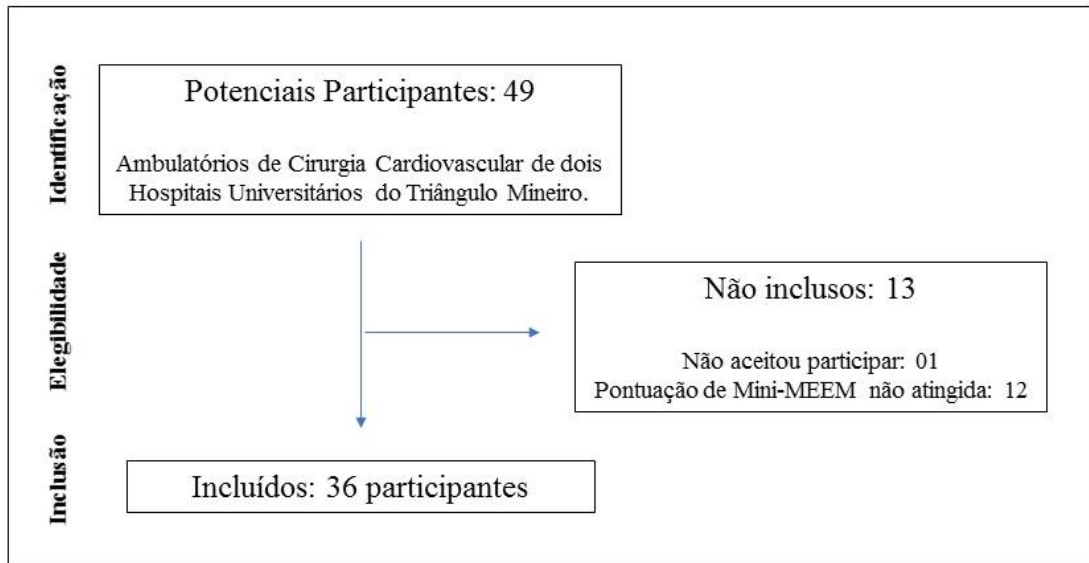 Identificação
Potenciais Participantes: 49
Ambulatórios de Cirurgia Cardiovascular de dois
Hospitais Universitários do Triângulo Mineiro.
Elegibilidade
Não inclusos: 13
Não aceitou participar: 01
Pontuação de Mini-MEEM não atingida: 12
Inclusão
Incluídos: 36 participantes